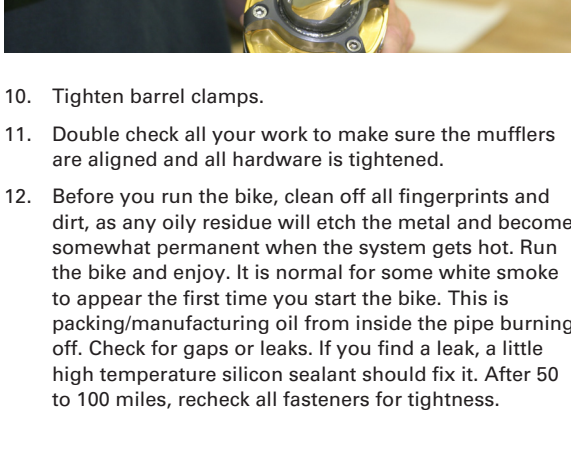 10. Tighten barrel clamps.
11. Double check all your work to make sure the mufflers
are aligned and all hardware is tightened.
12. Before you run the bike, clean off all fingerprints and
dirt, as any oily residue will etch the metal and become
somewhat permanent when the system gets hot. Run
the bike and enjoy. It is normal for some white smoke
to appear the first time you start the bike. This is
packing/manufacturing oil from inside the pipe burning
off. Check for gaps or leaks. If you find a leak, a little
high temperature silicon sealant should fix it. After 50
to 100 miles, recheck all fasteners for tightness.